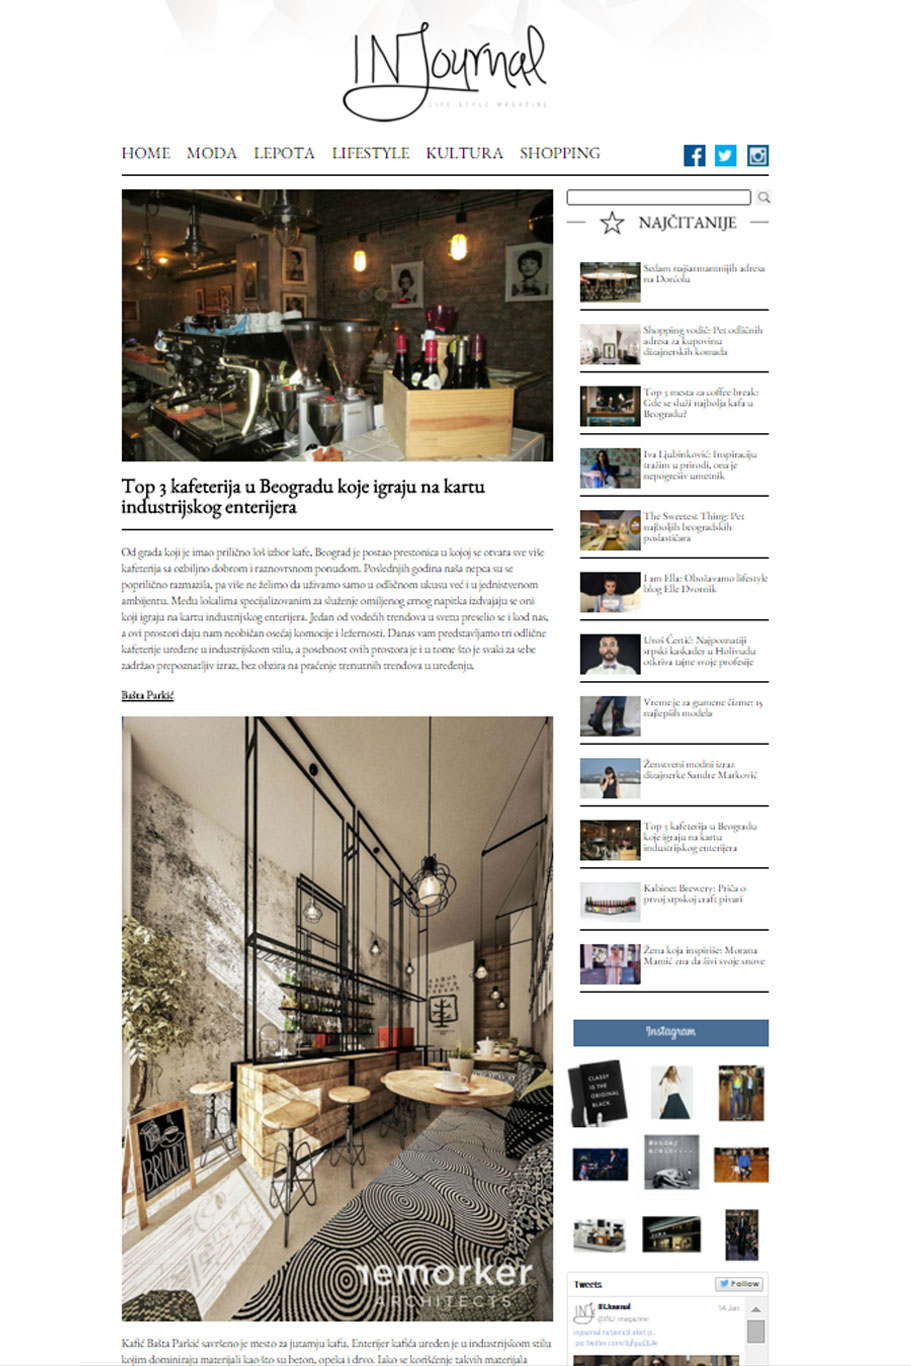 INJournal
LIFE STYLE MAGAZINE
HOME MODA LEPOTA LIFESTYLE KULTURA SHOPPING
NAJČITANIJE
Sedam najšarmantnijih adresa
na Dorćolu
Shopping vodič: Pet odličnih
adresa za kupovinu
dizajnerskih komada
Top 3 mesta za coffee break:
Gde se služi najbolja kafa u
Beogradu?
Iva Ljubinković: Inspiraciju
tražim u prirodi, ona je
nepogrešiv umetnik
The Sweetest Thing: Pet
najboljih beogradskih
poslastičara
I am Ella: Obožavamo lifestyle
blog Elle Dvornik
Uroš Ćertić: Najpoznatiji
srpski kaskader u Holivudu
otkriva tajne svoje profesije
Vreme je za gumene čizme: 15
najlepših modela
Ženstveni modni izraz
dizajnerke Sandre Marković
Top 3 kafeterija u Beogradu
koje igraju na kartu
industrijskog enterijera
Kabinet Brewery: Priča o
prvoj srpskoj craft pivari
Žena koja inspiriše: Morana
Mamić zna da živi svoje snove
Top 3 kafeterija u Beogradu koje igraju na kartu
industrijskog enterijera
Od grada koji je imao prilično loš izbor kafe, Beograd je postao prestonica u kojoj se otvara sve više
kafeterija sa ozbiljno dobrom i raznovrsnom ponudom. Poslednjih godina naša nepca su se
poprilično razmazila, pa više ne želimo da uživamo samo u odličnom ukusu već i u jedinstvenom
ambijentu. Među lokalima specijalizovanim za služenje omiljenog crnog napitka izdvajaju se oni
koji igraju na kartu industrijskog enterijera. Jedan od vodećih trendova u svetu preselio se i kod nas,
a ovi prostori daju nam neobičan osećaj komocije i ležernosti. Danas vam predstavljamo tri odlične
kafeterije uređene u industrijskom stilu, a posebnost ovih prostora je i u tome što je svaki za sebe
zadržao prepoznatljiv izraz, bez obzira na praćenje trenutnih trendova u uređenju.
Bašta Parkić
BRUNCH
remorker
ARCHITECTS
Kafić Bašta Parkić savršeno je mesto za jutarnju kafu. Enterijer kafića uređen je u industrijskom stilu
kojim dominiraju materijali kao što su beton, opeka i drvo. Iako se korišćenje takvih materijala
Instagram
CLASSY
IS THE
ORIGINAL
BLACK.
Tweets
Follow
INJournal
14 Jan
@INJ_magazine